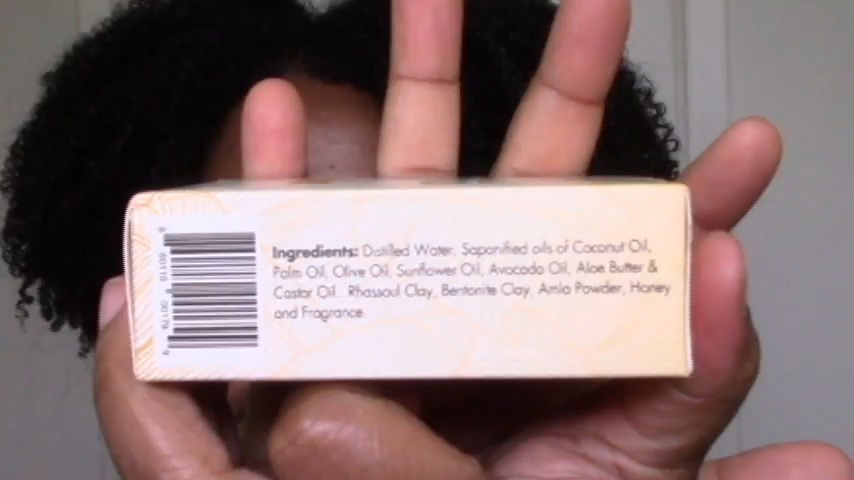 Ingredients: Distilled Water, Saponified oils of Coconut Oil,
Palm Oil, Olive Oil, Sunflower Oil, Avocado Oil, Aloe Butter &
Castor Oil. Rhassoul Clay, Bentonite Clay, Amla Powder, Honey
and Fragrance.